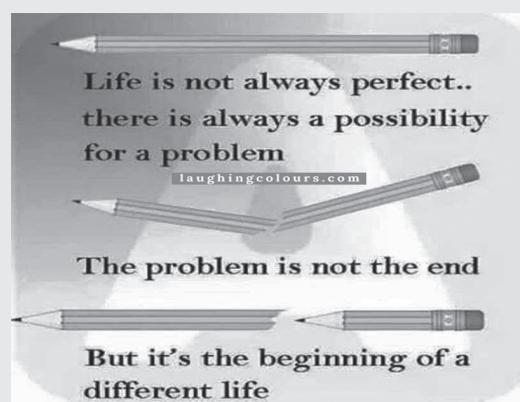 Life is not always perfect..
there is always a possibility
for a problem
laughingcolours.com
The problem is not the end
But it's the beginning of a
different life